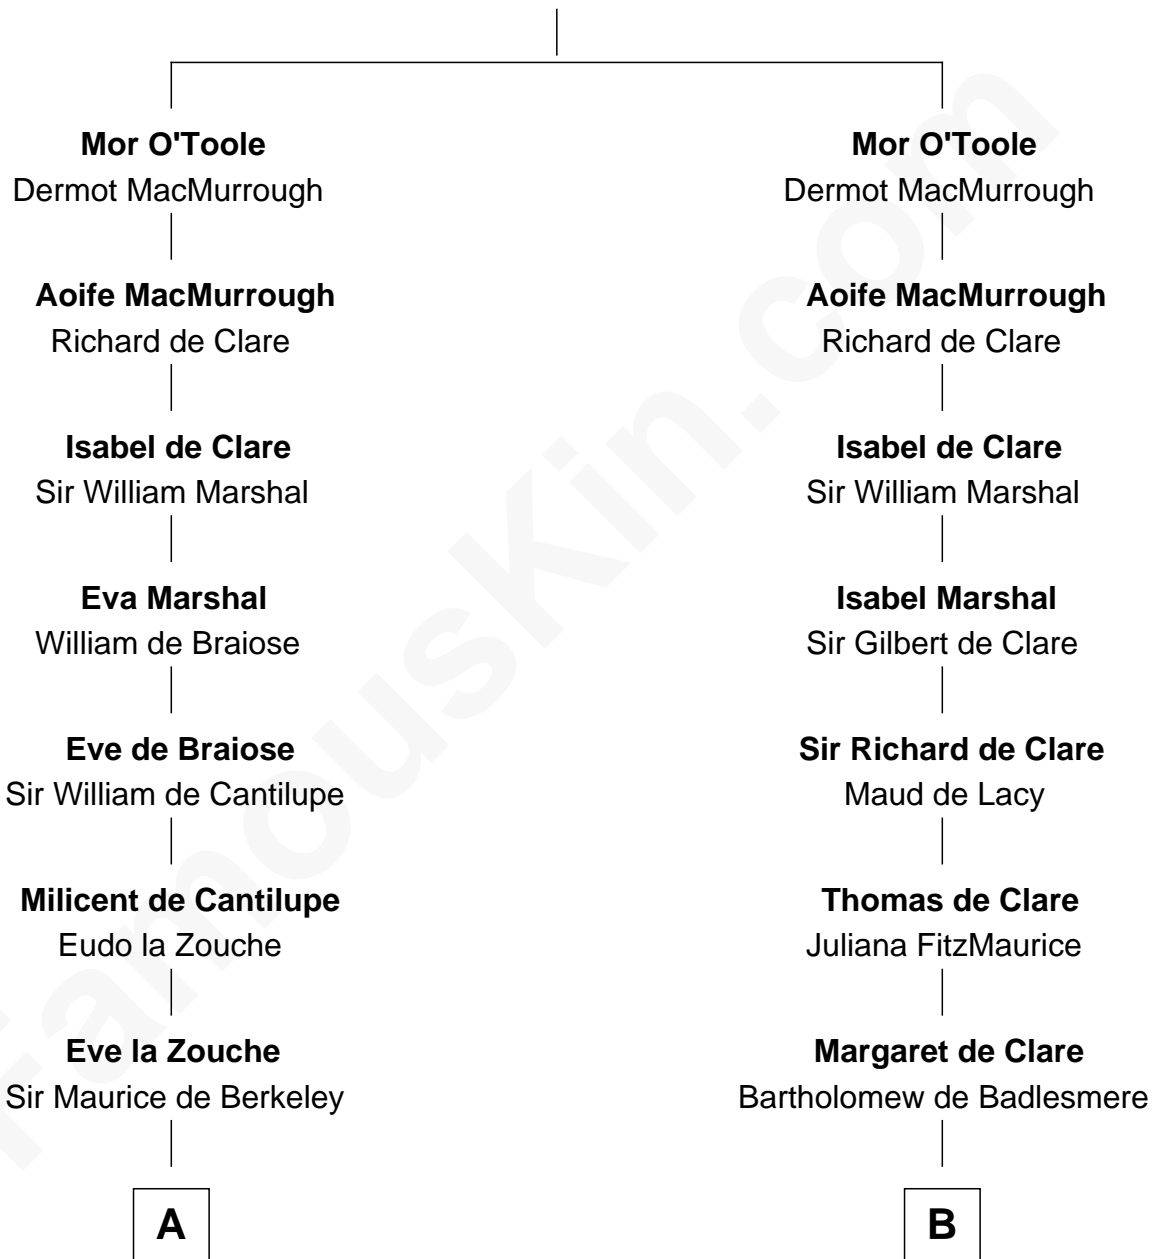 Mor O'Toole
Dermot MacMurrough
Aoife MacMurrough
Richard de Clare
Isabel de Clare
Sir William Marshal
Eva Marshal
William de Braiose
Eve de Braiose
Sir William de Cantilupe
Milicent de Cantilupe
Eudo la Zouche
Eve la Zouche
Sir Maurice de Berkeley
A
Mor O'Toole
Dermot MacMurrough
Aoife MacMurrough
Richard de Clare
Isabel de Clare
Sir William Marshal
Isabel Marshal
Sir Gilbert de Clare
Sir Richard de Clare
Maud de Lacy
Thomas de Clare
Juliana FitzMaurice
Margaret de Clare
Bartholomew de Badlesmere
B
FamousKin.com